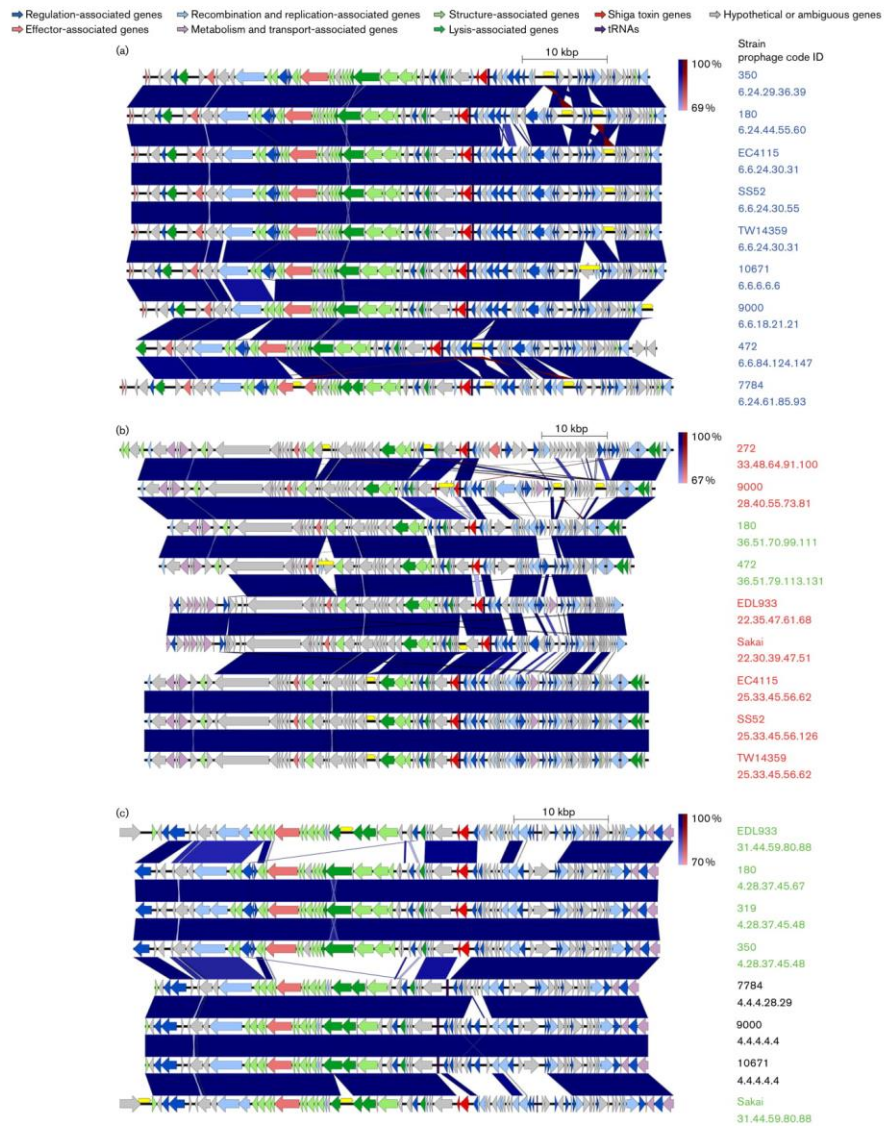 Regulation-associated genes Recombination and replication-associated genes Structure-associated genes Shiga toxin genes Hypothetical or ambiguous genes
Effector-associated genes Metabolism and transport-associated genes Lysis-associated genes tRNAs
(a)
10 kbp
100 %
69 %
Strain
prophage code ID
350
6.24.29.36.39
180
6.24.44.55.60
EC4115
6.6.24.30.31
SS52
6.6.24.30.55
TW14359
6.6.24.30.31
10671
6.6.6.6.6
9000
6.6.18.21.21
472
6.6.84.124.147
7784
6.24.61.85.93
(b)
10 kbp
100 %
67 %
272
33.48.64.91.100
9000
28.40.55.73.81
180
36.51.70.99.111
472
36.51.79.113.131
EDL933
22.35.47.61.68
Sakai
22.30.39.47.51
EC4115
25.33.45.56.62
SS52
25.33.45.56.126
TW14359
25.33.45.56.62
(c)
10 kbp
100 %
70 %
EDL933
31.44.59.80.88
180
4.28.37.45.67
319
4.28.37.45.48
350
4.28.37.45.48
7784
4.4.4.28.29
9000
4.4.4.4.4
10671
4.4.4.4.4
Sakai
31.44.59.80.88